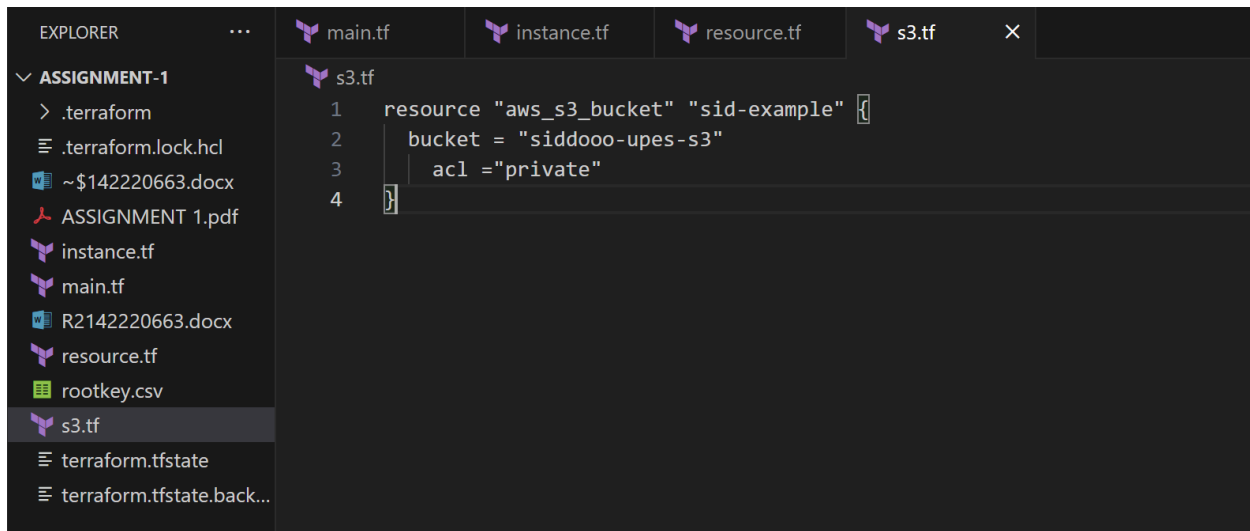 EXPLORER ...
ASSIGNMENT-1
.terraform
.terraform.lock.hcl
~$142220663.docx
ASSIGNMENT 1.pdf
instance.tf
main.tf
R2142220663.docx
resource.tf
rootkey.csv
s3.tf
terraform.tfstate
terraform.tfstate.back...
main.tf instance.tf resource.tf s3.tf
s3.tf
1 resource "aws_s3_bucket" "sid-example" {
2 bucket = "siddooo-upes-s3"
3 acl ="private"
4 }